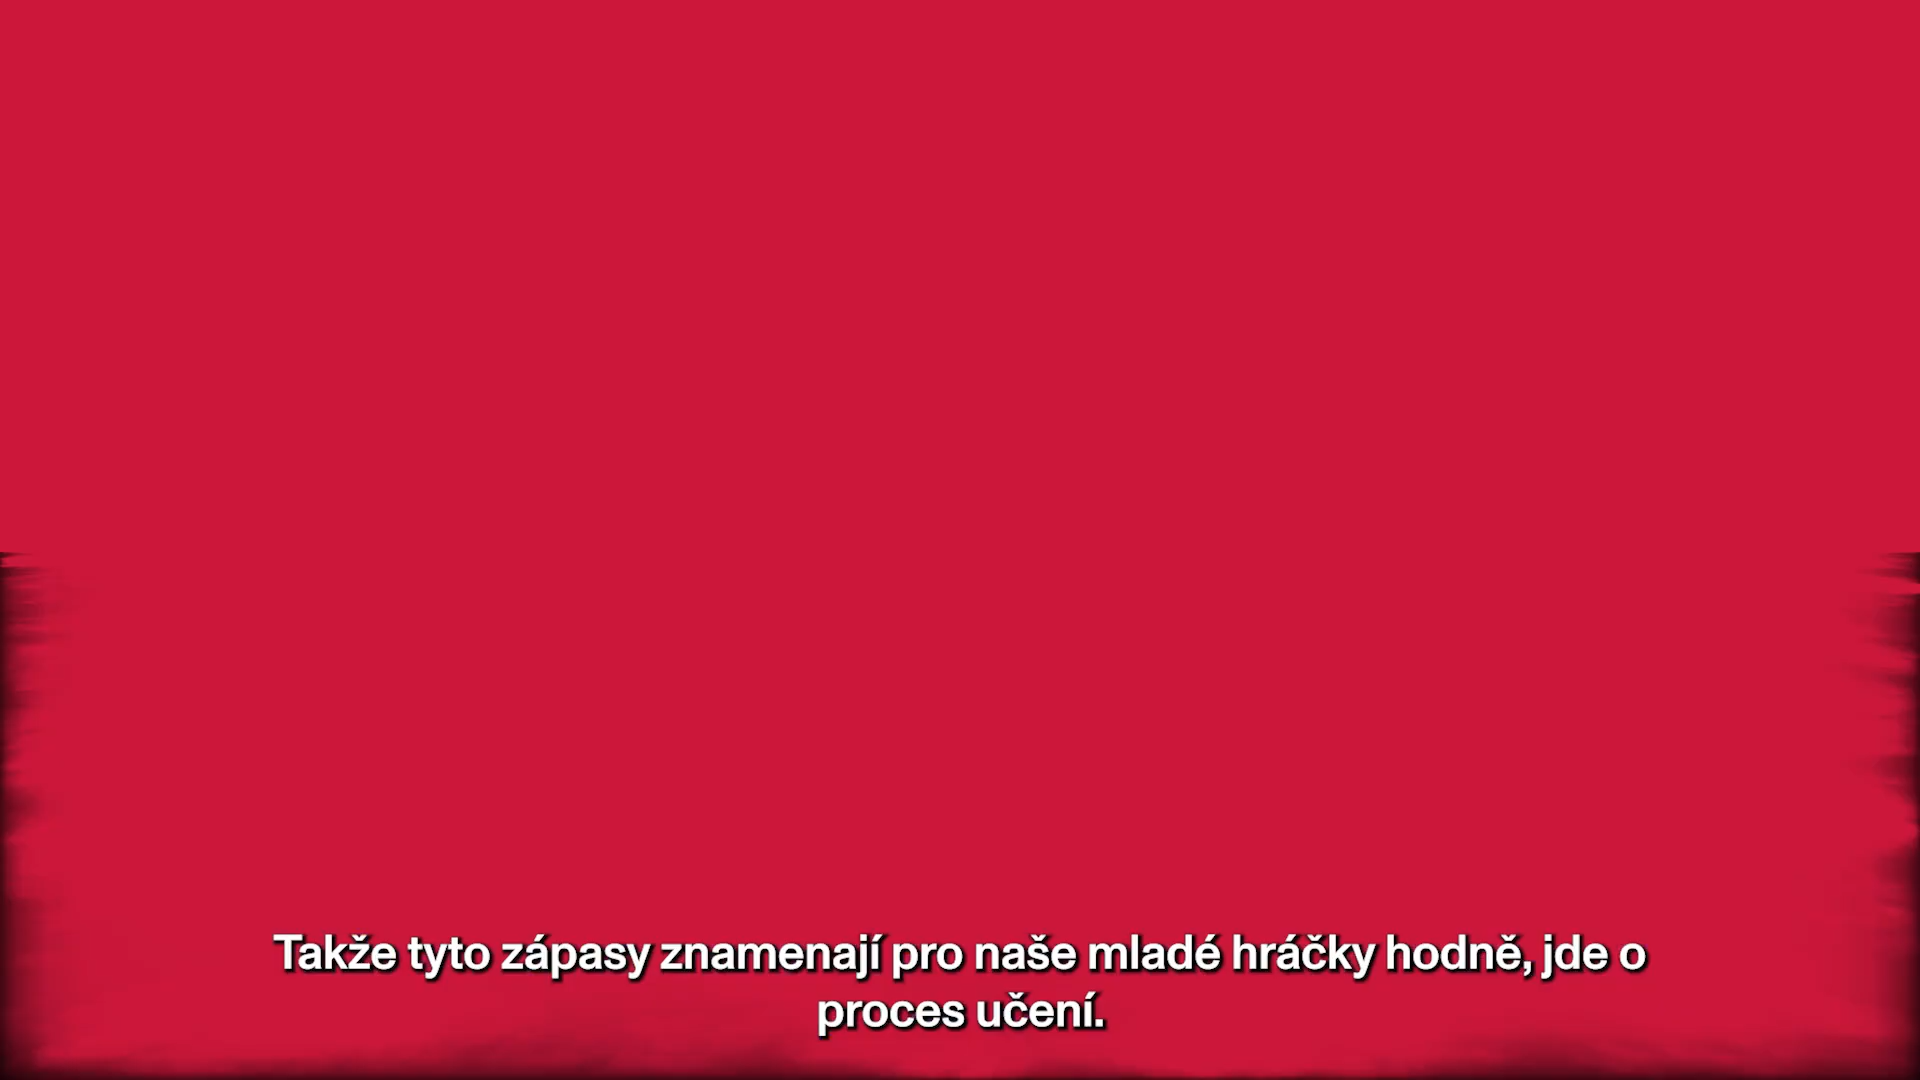 Takže tyto zápasy znamenají pro naše mladé hráčky hodně, jde o
proces učení.